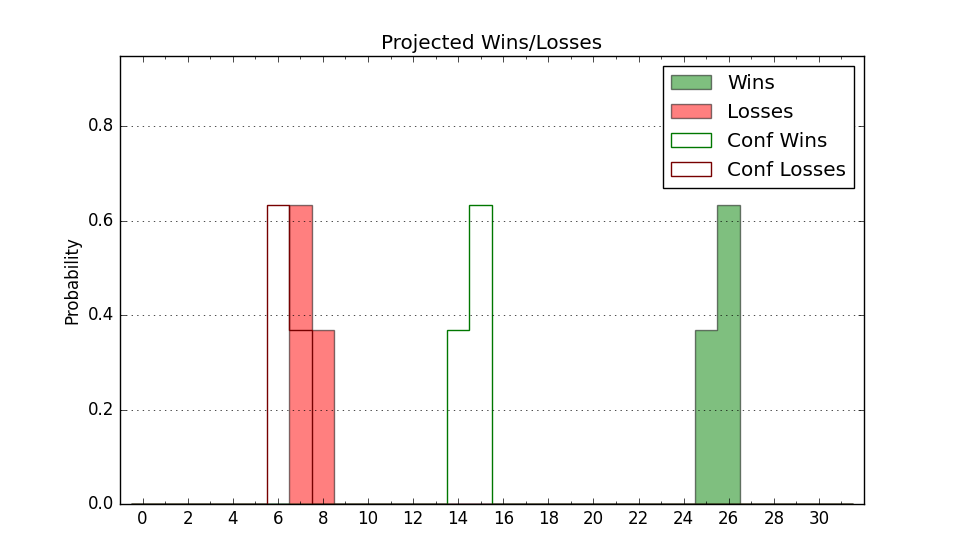 Projected Wins/Losses
Wins
Losses
Conf Wins
Conf Losses
Probability
0.8
0.6
0.4
0.2
0.0
0 2 4 6 8 10 12 14 16 18 20 22 24 26 28 30